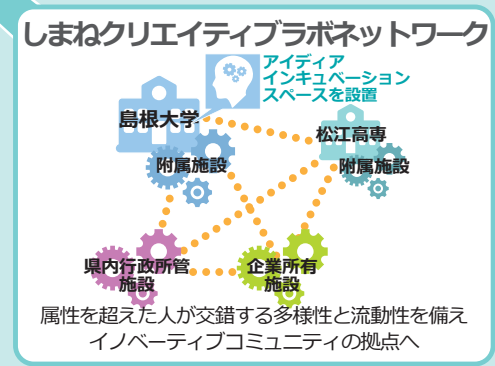 しまねクリエイティブラボネットワーク
アイディア
インキュベーション
スペースを設置
島根大学
松江高専
附属施設
附属施設
県内行政所管
施設
企業所有
施設
属性を超えた人が交錯する多様性と流動性を備え
イノベーティブコミュニティの拠点へ